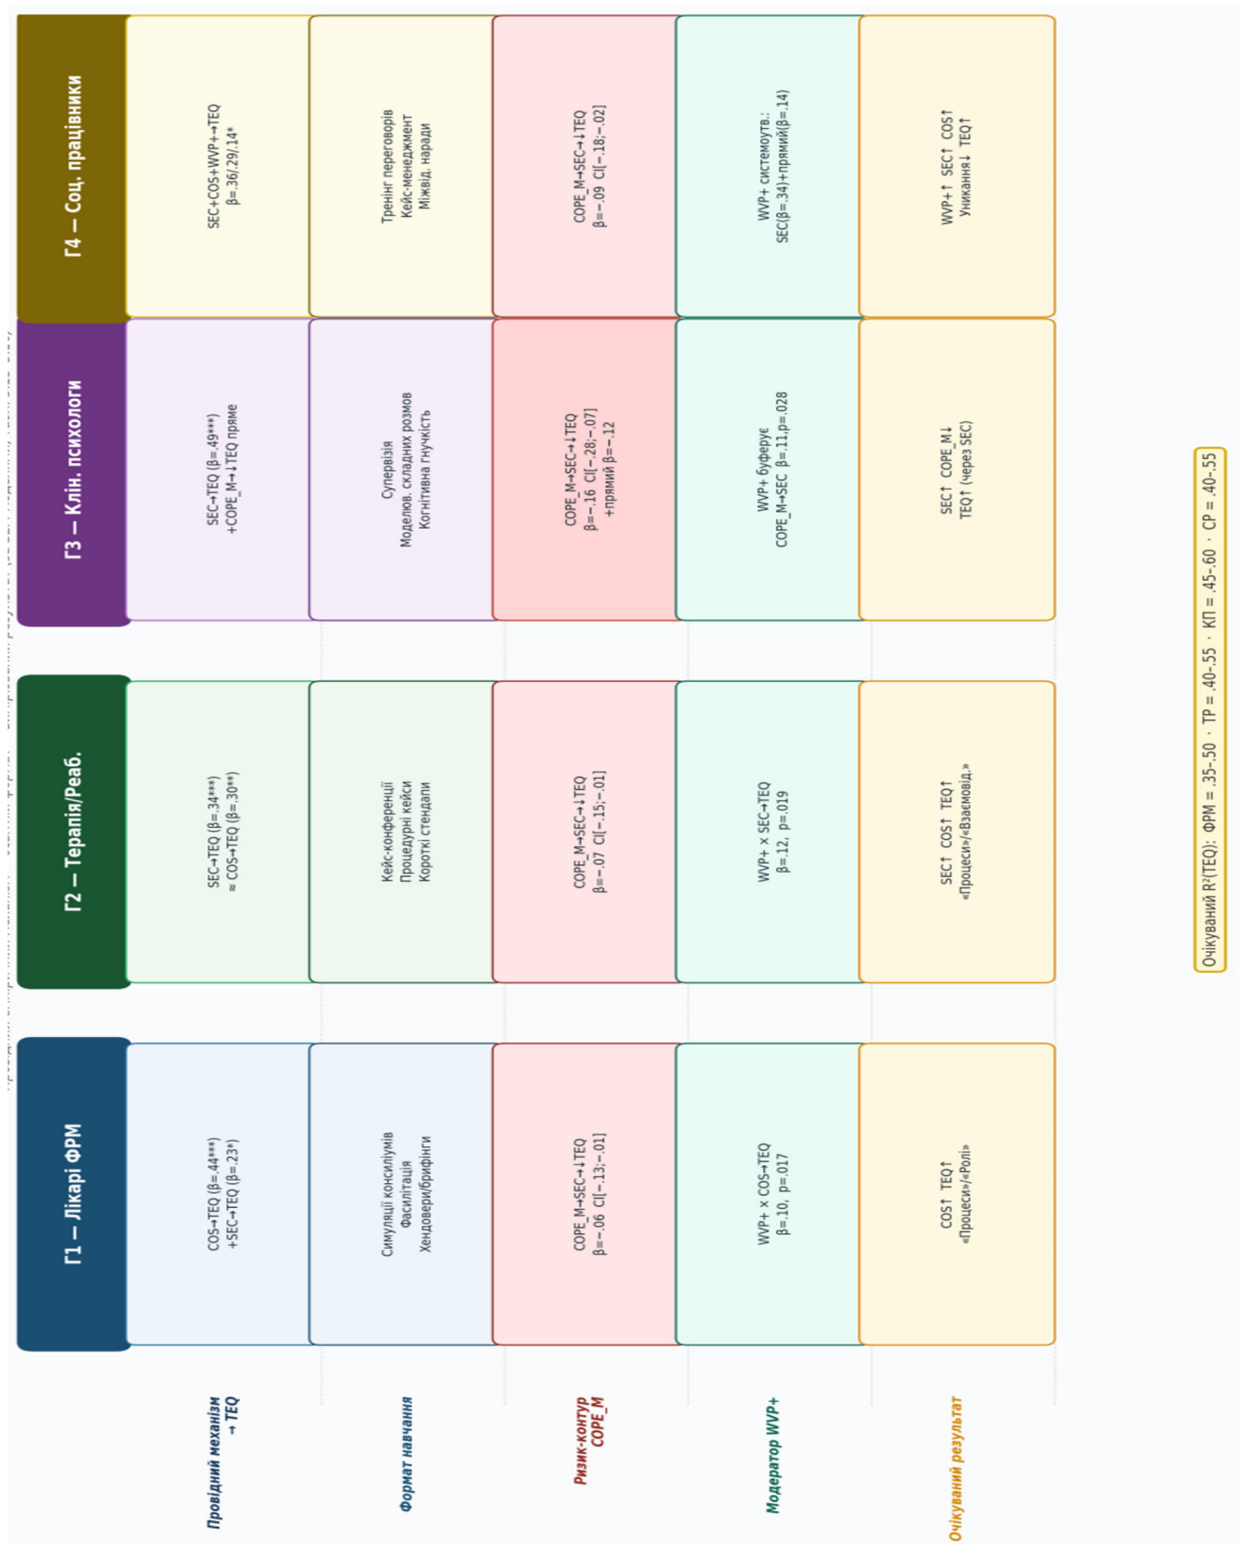 Г1 — Лікарі ФРМ
Г2 — Терапія/Реаб.
Г3 — Клін. психологи
Г4 — Соц. працівники
Провідний механізм
→ TEQ
COS→TEQ (β=.44***)
+SEC→TEQ (β=.23*)
SEC→TEQ (β=.34***)
≈ COS→TEQ (β=.30**)
SEC→TEQ (β=.49***)
+COPE_M→↓TEQ пряме
SEC+COS+WVP+→TEQ
β=.36/.29/.14*
Формат навчання
Симуляції консиліумів
Фасилітація
Хендовери/брифінги
Кейс-конференції
Процедурні кейси
Короткі стендапи
Супервізія
Моделюв. складних розмов
Когнітивна гнучкість
Тренінг переговорів
Кейс-менеджмент
Міжвід. наради
Ризик-контур
COPE_M
COPE_M→SEC→↓TEQ
β=−.06 CI[−.13;−.01]
COPE_M→SEC→↓TEQ
β=−.07 CI[−.15;−.01]
COPE_M→SEC→↓TEQ
β=−.16 CI[−.28;−.07]
+прямий β=−.12
COPE_M→SEC→↓TEQ
β=−.09 CI[−.18;−.02]
Модератор WVP+
WVP+ x COS→TEQ
β=.10, p=.017
WVP+ x SEC→TEQ
β=.12, p=.019
WVP+ буферує
COPE_M→SEC β=.11,p=.028
WVP+ системоутв.:
SEC(β=.34)+прямий(β=.14)
Очікуваний результат
COS↑ TEQ↑
«Процеси»/«Ролі»
SEC↑ COS↑ TEQ↑
«Процеси»/«Взаємовід.»
SEC↑ COPE_M↓
TEQ↑ (через SEC)
WVP+↑ SEC↑ COS↑
Уникання↓ TEQ↑
Очікуваний R²(TEQ): ФРМ = .35–.50 · ТР = .40–.55 · КП = .45–.60 · СР = .40–.55